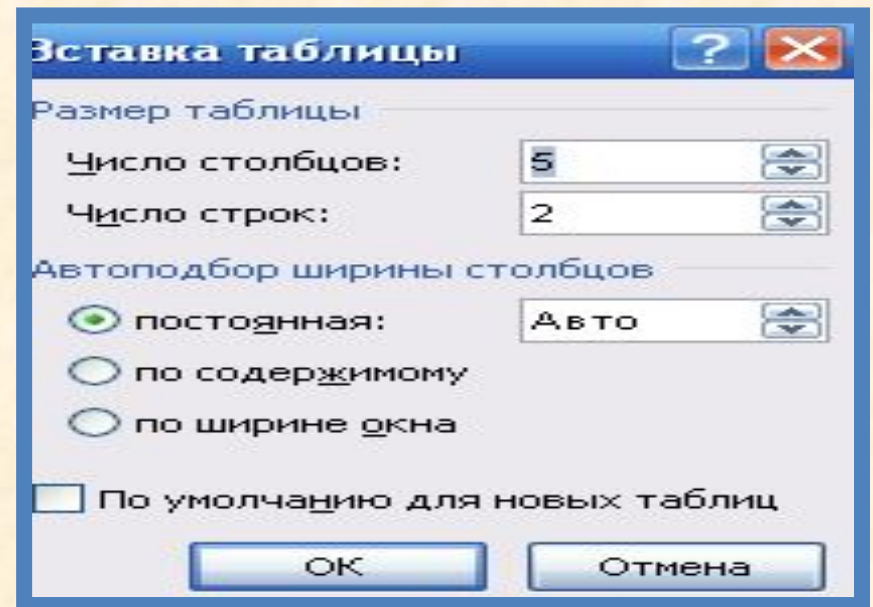 Вставка таблицы
Размер таблицы
Число столбцов: 5
Число строк: 2
Автоподбор ширины столбцов
постоянная: Авто
по содержимому
по ширине окна
По умолчанию для новых таблиц
ОК Отмена